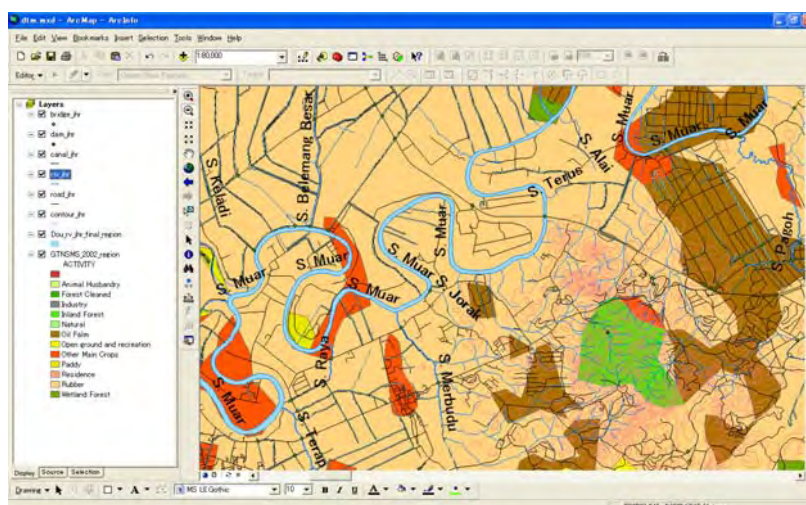 dtm.mxd - ArcMap - ArcInfo
File Edit View Bookmarks Insert Selection Tools Window Help
1:80,000
Editor
Layers
bridge_jhr
dam_jhr
canal_jhr
riv_jhr
road_jhr
contour_jhr
Dou_rv_jhr_final_region
GTNSMS_2002_region
ACTIVITY
Animal Husbandry
Forest Cleaned
Industry
Inland Forest
Natural
Oil Palm
Open ground and recreation
Other Main Crops
Paddy
Residence
Rubber
Wetland Forest
S. Keladi
S. Belemang Besar
S. Muar
S. Muar
S. Muar
S. Alai
S. Terus
S. Muar
S. Pagoh
S. Muar
S. Muar
S. Muar
S. Muar
S. Jorak
S. Raya
S. Merbudu
S. Muar
S. Terap
Display Source Selection
Drawing A MS UI Gothic 10 B I U A